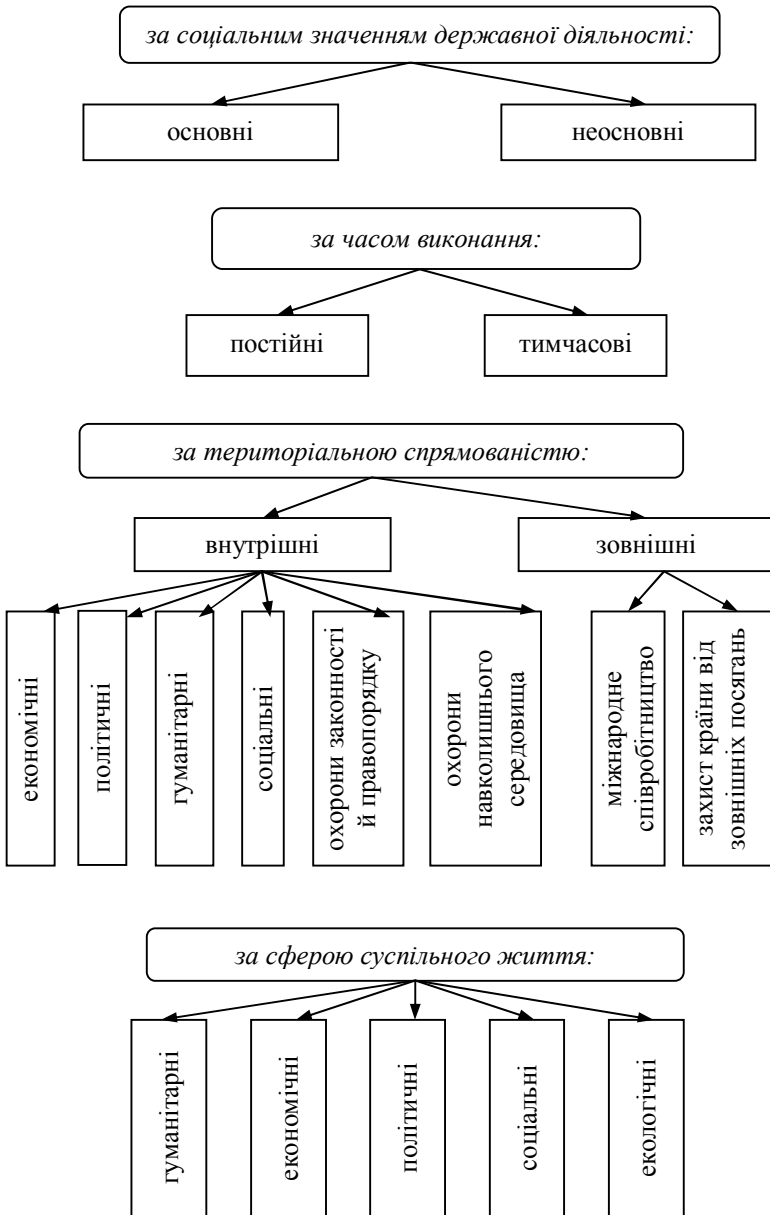 за соціальним значенням державної діяльності:
основні
неосновні
за часом виконання:
постійні
тимчасові
за територіальною спрямованістю:
внутрішні
зовнішні
економічні
політичні
гуманітарні
соціальні
охорони законності
й правопорядку
охорони
навколишнього
середовища
міжнародне
співробітництво
захист країни від
зовнішніх посягань
за сферою суспільного життя:
гуманітарні
економічні
політичні
соціальні
екологічні